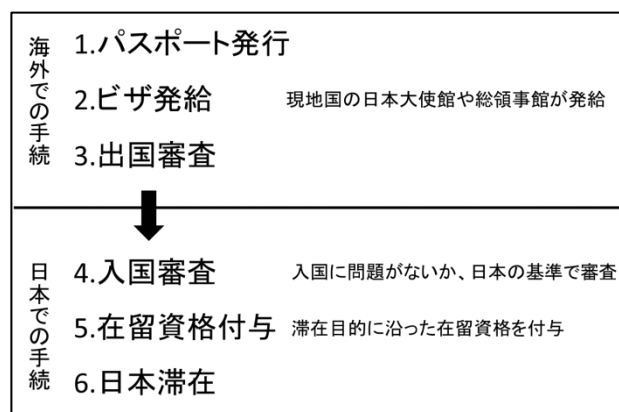 海外での手続
1.パスポート発行
2.ビザ発給
現地国の日本大使館や総領事館が発給
3.出国審査
日本での手続
4.入国審査
入国に問題がないか、日本の基準で審査
5.在留資格付与
滞在目的に沿った在留資格を付与
6.日本滞在